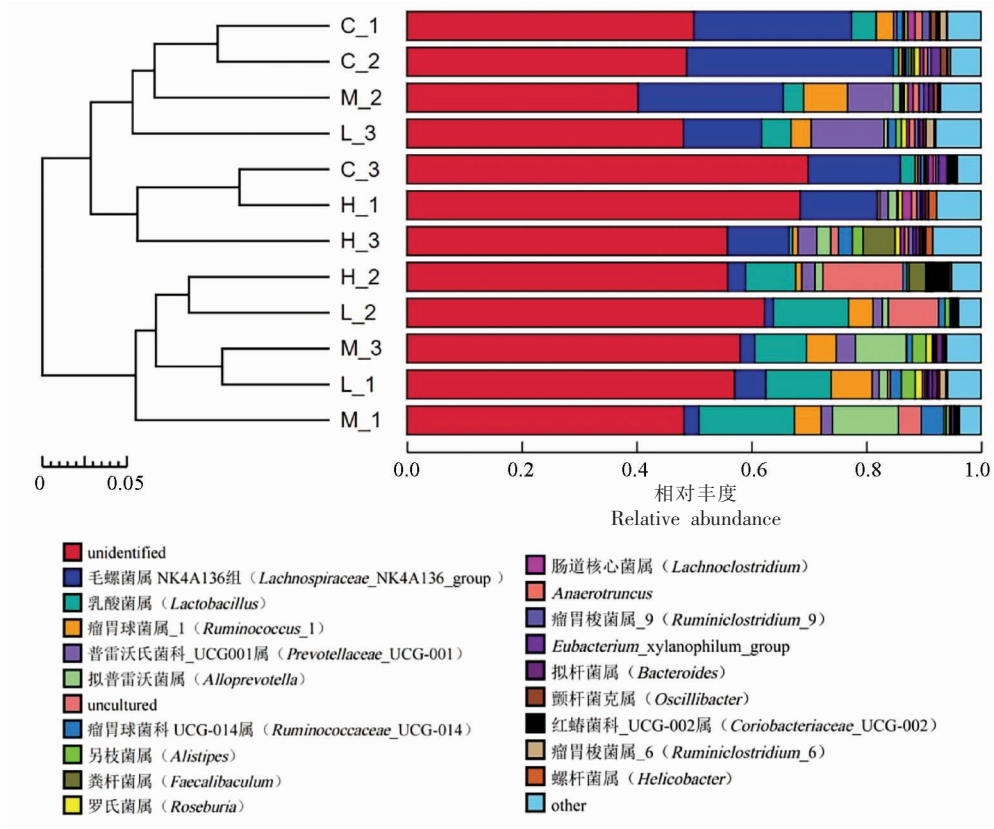 C_1
C_2
M_2
L_3
C_3
H_1
H_3
H_2
L_2
M_3
L_1
M_1
0 0.05
0.0 0.2 0.4 0.6 0.8 1.0
相对丰度
Relative abundance
unidentified
毛螺菌属 NK4A136组（Lachnospiraceae_NK4A136_group）
乳酸菌属（Lactobacillus）
瘤胃球菌属_1（Ruminococcus_1）
普雷沃氏菌科_UCG001属（Prevotellaceae_UCG-001）
拟普雷沃菌属（Alloprevotella）
uncultured
瘤胃球菌科 UCG-014属（Ruminococcaceae_UCG-014）
另枝菌属（Alistipes）
粪杆菌属（Faecalibaculum）
罗氏菌属（Roseburia）
肠道核心菌属（Lachnoclostridium）
Anaerotruncus
瘤胃梭菌属_9（Ruminiclostridium_9）
Eubacterium_xylanophilum_group
拟杆菌属（Bacteroides）
颤杆菌克属（Oscillibacter）
红蝽菌科_UCG-002属（Coriobacteriaceae_UCG-002）
瘤胃梭菌属_6（Ruminiclostridium_6）
螺杆菌属（Helicobacter）
other